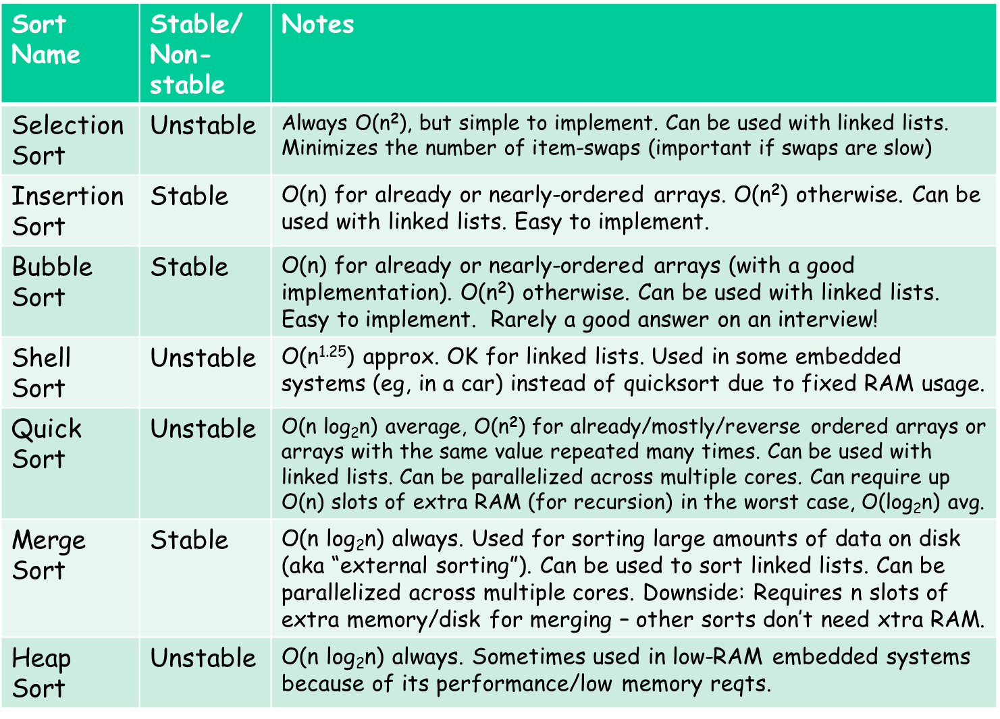 Sort Name
Stable/Non-stable
Notes
Selection Sort
Unstable
Always O(n²), but simple to implement. Can be used with linked lists.
Minimizes the number of item-swaps (important if swaps are slow)
Insertion Sort
Stable
O(n) for already or nearly-ordered arrays. O(n²) otherwise. Can be
used with linked lists. Easy to implement.
Bubble Sort
Stable
O(n) for already or nearly-ordered arrays (with a good
implementation). O(n²) otherwise. Can be used with linked lists.
Easy to implement.  Rarely a good answer on an interview!
Shell Sort
Unstable
O(n¹·²⁵) approx. OK for linked lists. Used in some embedded
systems (eg, in a car) instead of quicksort due to fixed RAM usage.
Quick Sort
Unstable
O(n log₂n) average, O(n²) for already/mostly/reverse ordered arrays or
arrays with the same value repeated many times. Can be used with
linked lists. Can be parallelized across multiple cores. Can require up
O(n) slots of extra RAM (for recursion) in the worst case, O(log₂n) avg.
Merge Sort
Stable
O(n log₂n) always. Used for sorting large amounts of data on disk
(aka “external sorting”). Can be used to sort linked lists. Can be
parallelized across multiple cores. Downside: Requires n slots of
extra memory/disk for merging – other sorts don’t need xtra RAM.
Heap Sort
Unstable
O(n log₂n) always. Sometimes used in low-RAM embedded systems
because of its performance/low memory reqts.